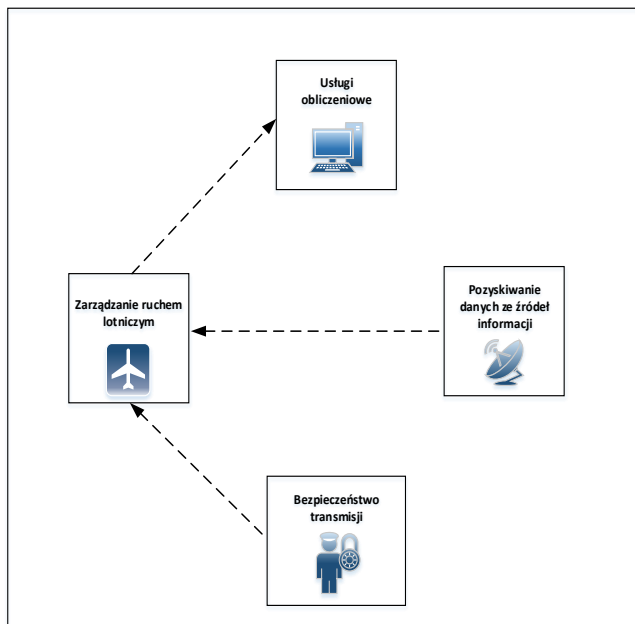 Usługi
obliczeniowe
Zarządzanie ruchem
lotniczym
Pozyskiwanie
danych ze źródeł
informacji
Bezpieczeństwo
transmisji